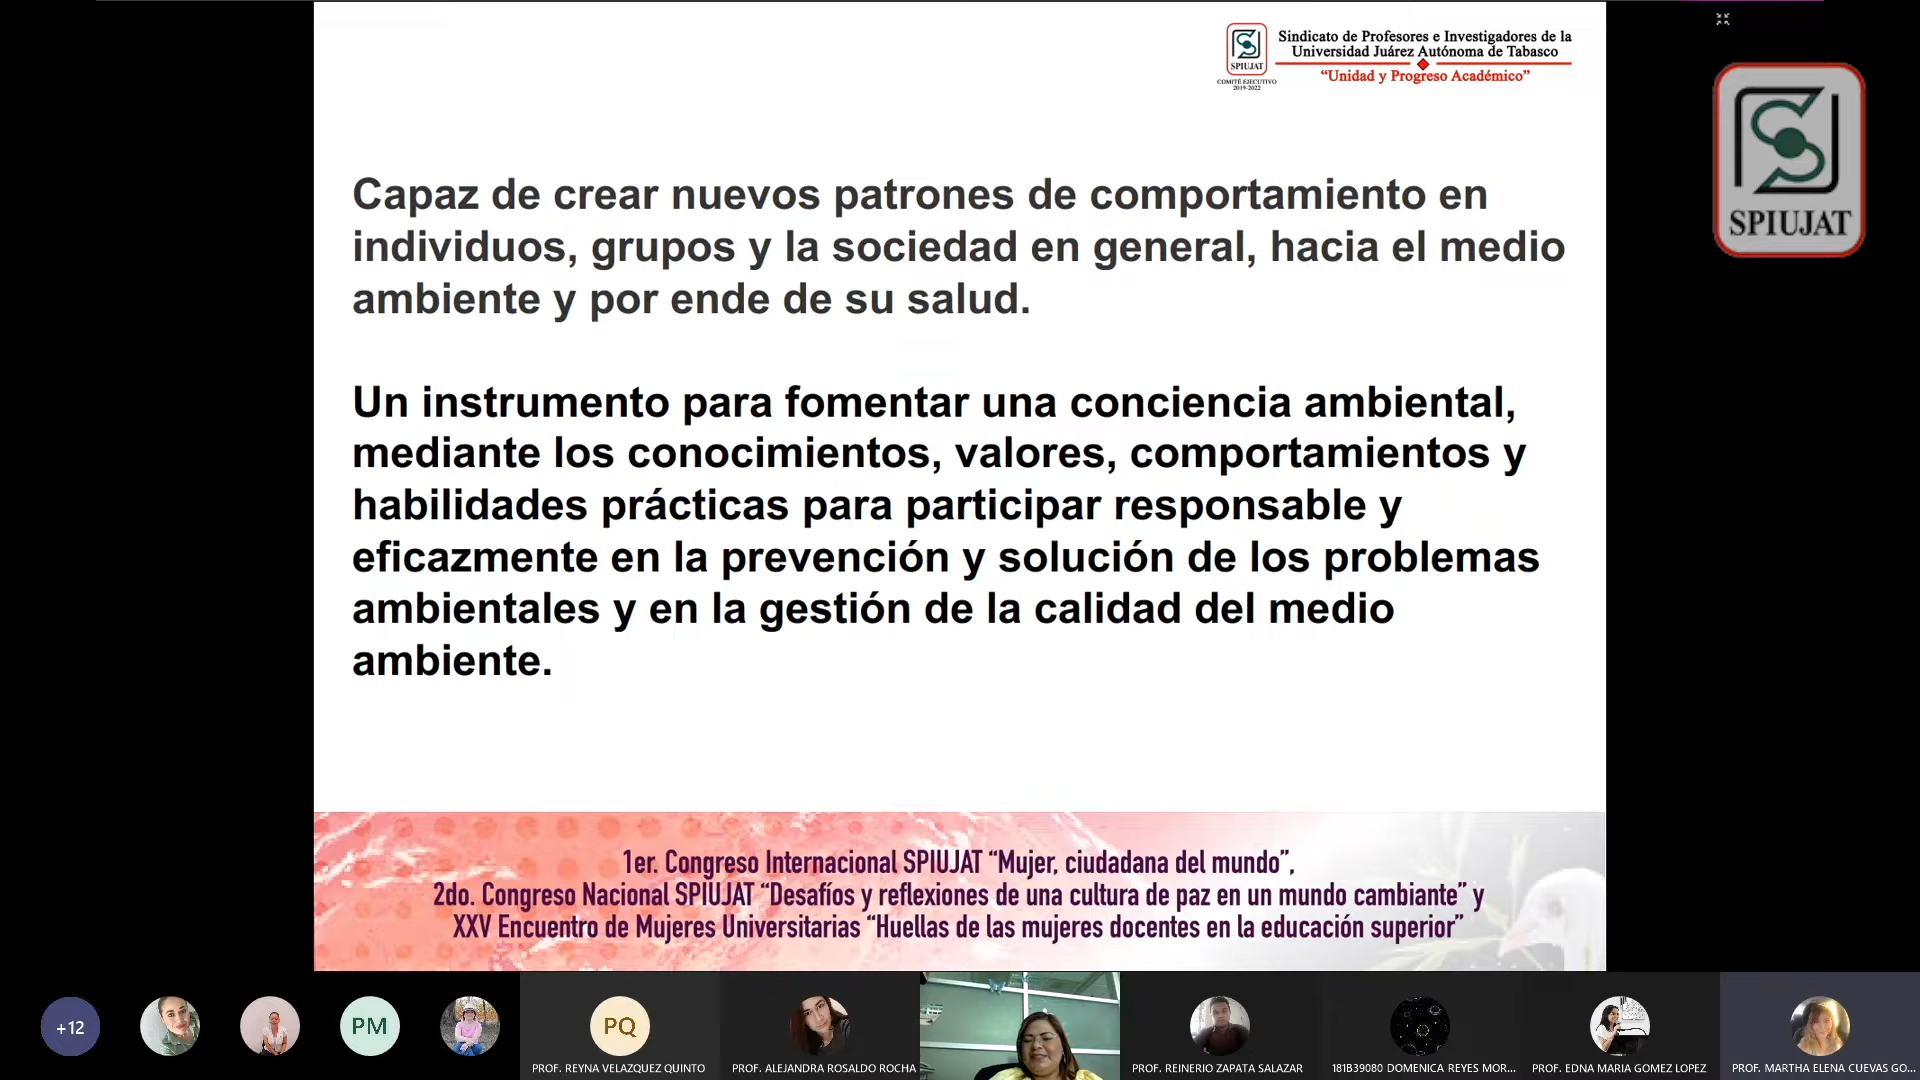 SPIUJAT
COMITÉ EJECUTIVO
2019-2022
Sindicato de Profesores e Investigadores de la
Universidad Juárez Autónoma de Tabasco
“Unidad y Progreso Académico”
SPIUJAT
Capaz de crear nuevos patrones de comportamiento en
individuos, grupos y la sociedad en general, hacia el medio
ambiente y por ende de su salud.
Un instrumento para fomentar una conciencia ambiental,
mediante los conocimientos, valores, comportamientos y
habilidades prácticas para participar responsable y
eficazmente en la prevención y solución de los problemas
ambientales y en la gestión de la calidad del medio
ambiente.
1er. Congreso Internacional SPIUJAT “Mujer, ciudadana del mundo”,
2do. Congreso Nacional SPIUJAT “Desafíos y reflexiones de una cultura de paz en un mundo cambiante” y
XXV Encuentro de Mujeres Universitarias “Huellas de las mujeres docentes en la educación superior”
+12
PM
PQ
PROF. REYNA VELAZQUEZ QUINTO
PROF. ALEJANDRA ROSALDO ROCHA
PROF. REINERIO ZAPATA SALAZAR
181B39080 DOMENICA REYES MOR...
PROF. EDNA MARIA GOMEZ LOPEZ
PROF. MARTHA ELENA CUEVAS GO...